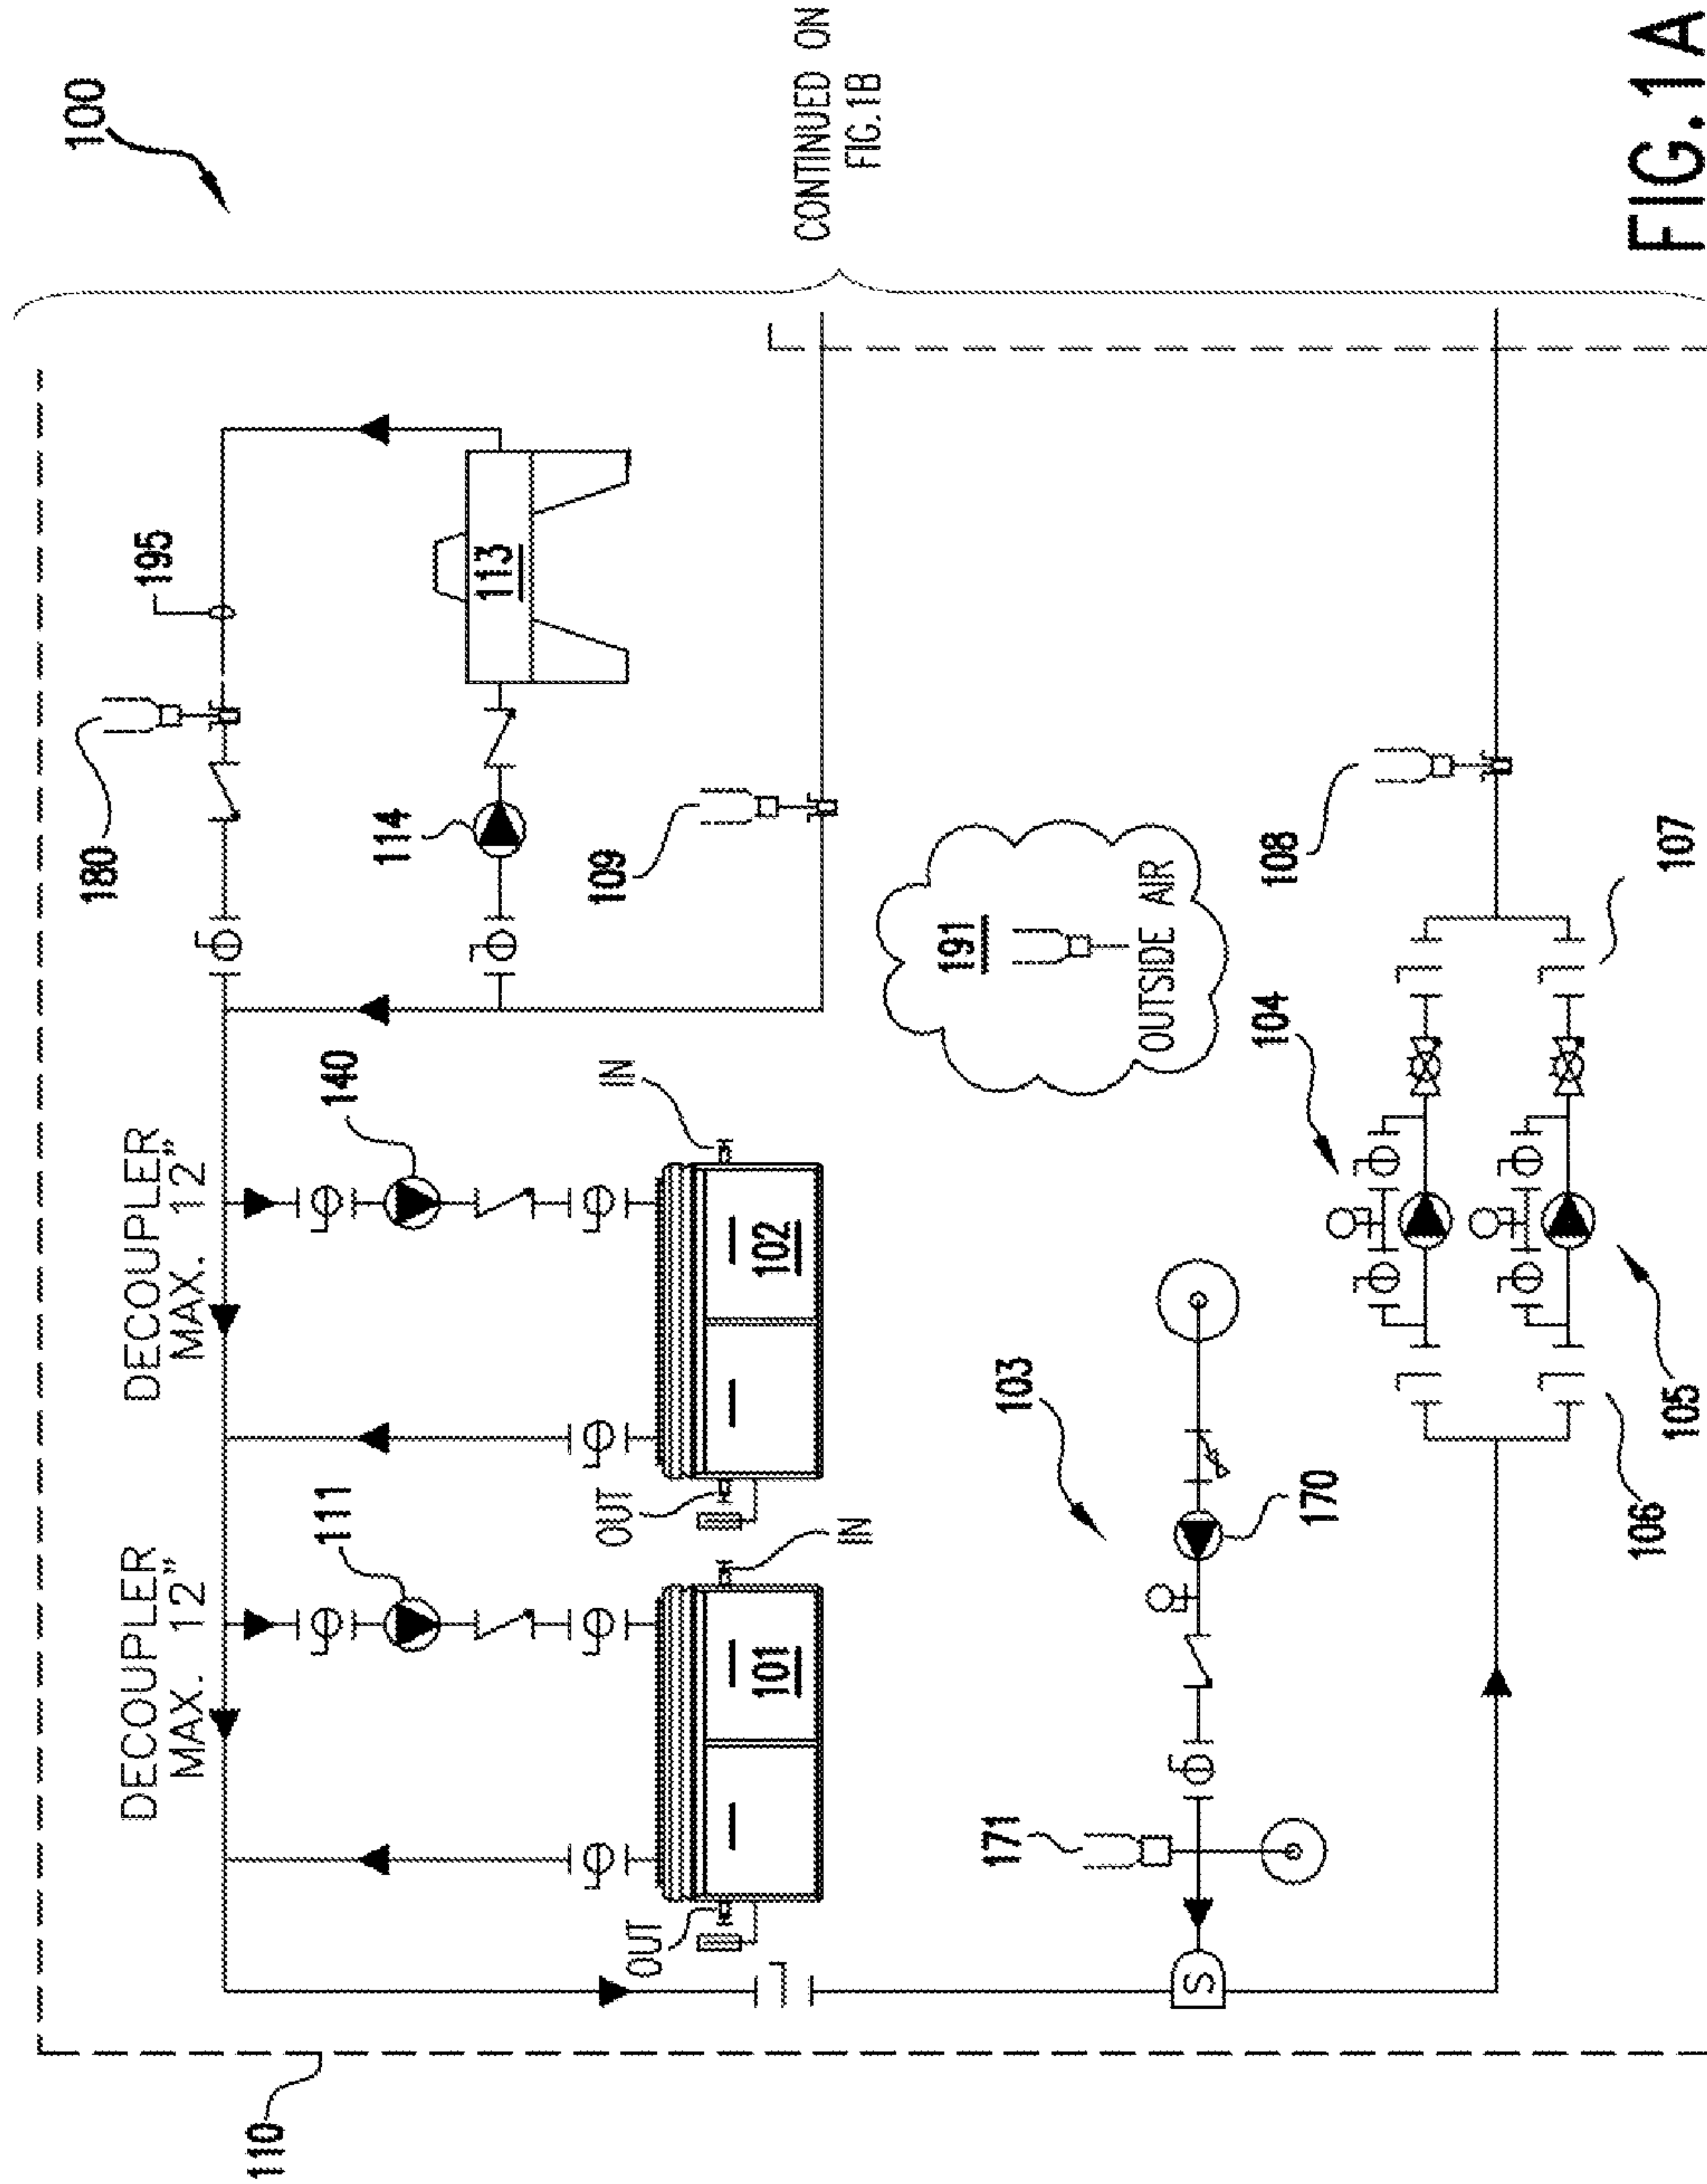 100
CONTINUED ON
FIG.1B
FIG.1A
110
180
195
113
114
109
DECOUPLER
MAX. 12"
DECOUPLER
MAX. 12"
111
140
IN
OUT
102
IN
OUT
101
191
OUTSIDE AIR
103
170
171
S
104
105
106
107
108